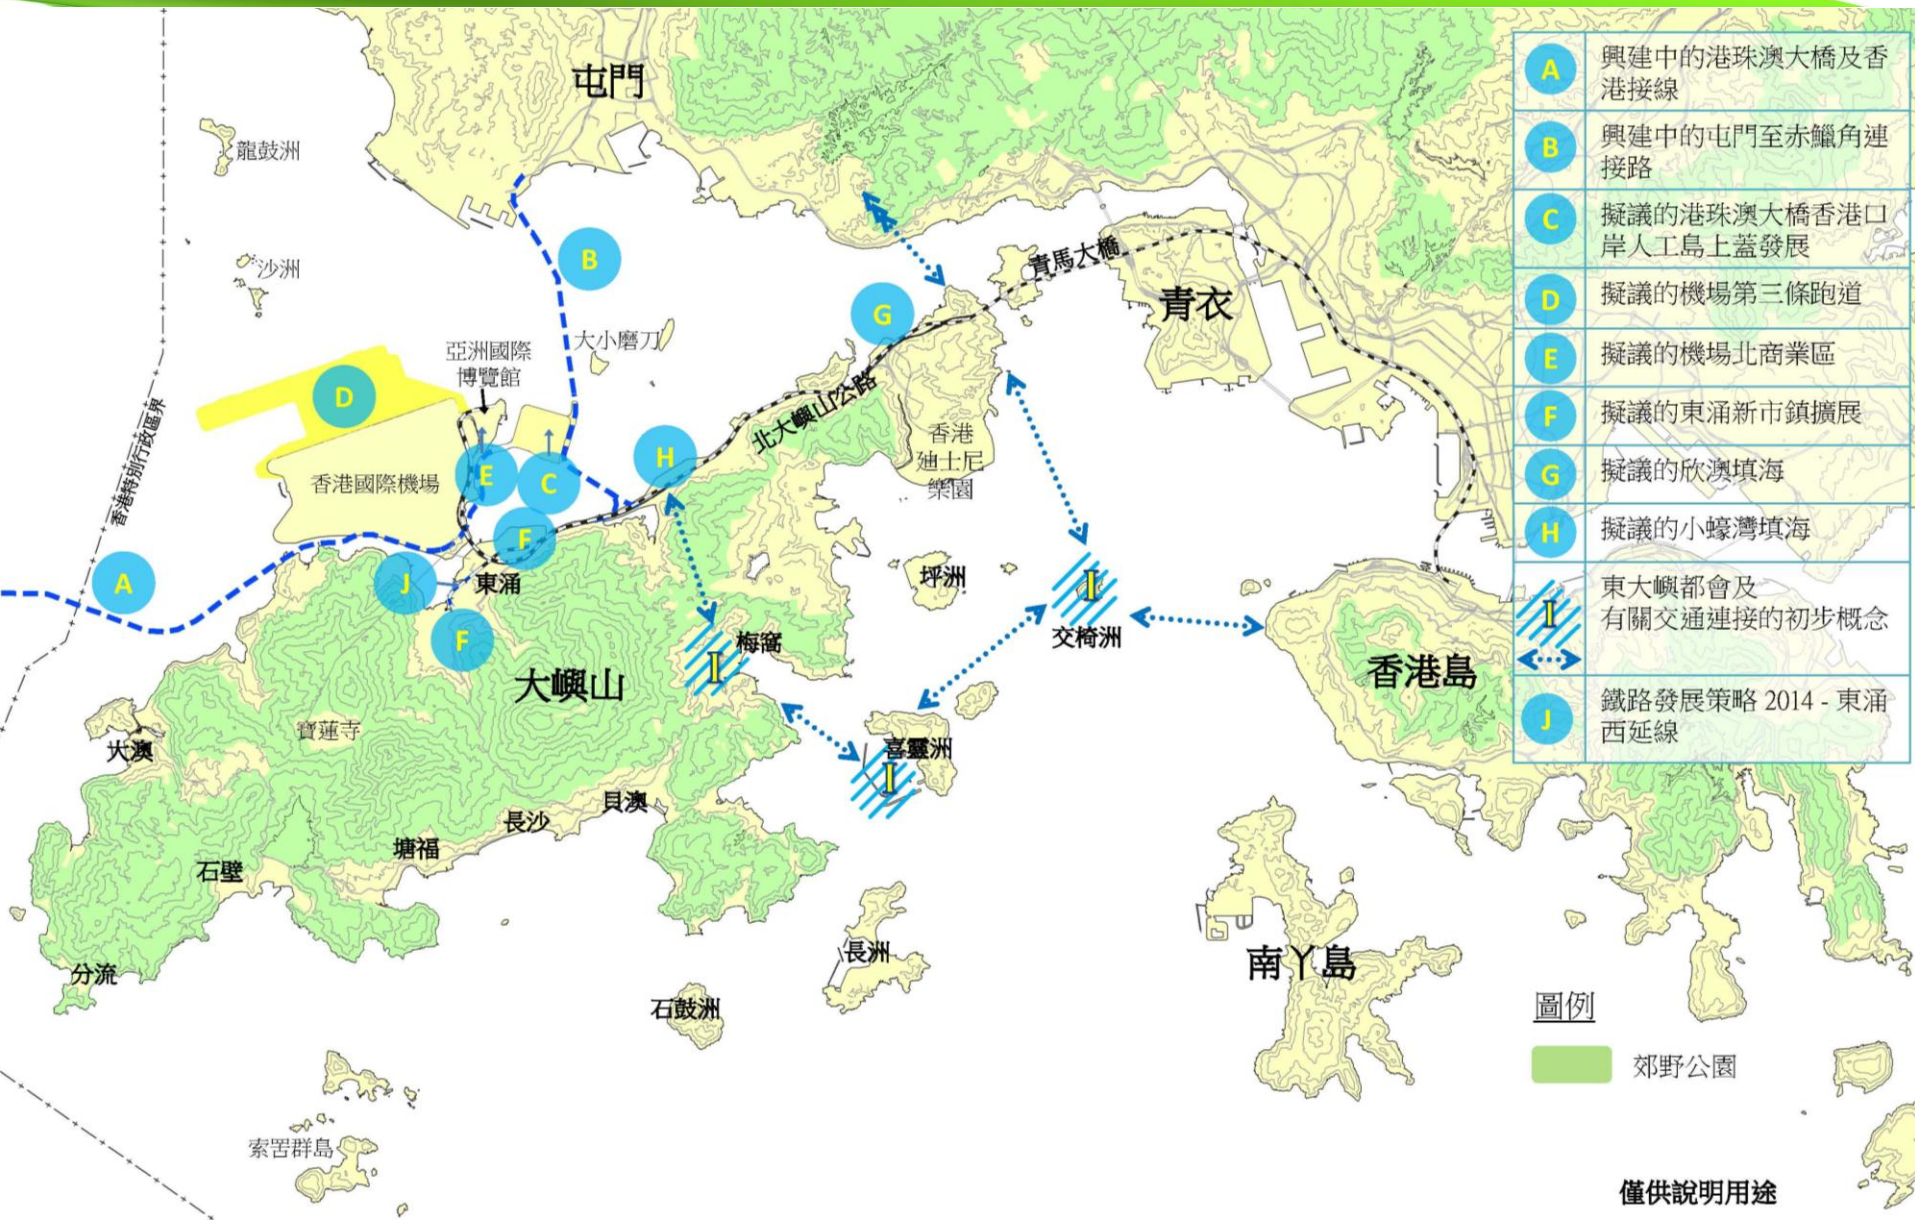 屯門
龍鼓洲
沙洲
B
青馬大橋
青衣
G
大小磨刀
亞洲國際
博覽館
D
北大嶼山公路
香港特別行政區界
香港
廸士尼
樂園
H
香港國際機場
E
C
F
A
J
東涌
坪洲
I
交椅洲
F
梅窩
I
大嶼山
香港島
寶蓮寺
大澳
喜靈洲
I
貝澳
長沙
塘福
石壁
分流
長洲
南丫島
石鼓洲
索罟群島
A
興建中的港珠澳大橋及香
港接線
B
興建中的屯門至赤鱲角連
接路
C
擬議的港珠澳大橋香港口
岸人工島上蓋發展
D
擬議的機場第三條跑道
E
擬議的機場北商業區
F
擬議的東涌新市鎮擴展
G
擬議的欣澳填海
H
擬議的小蠔灣填海
I
東大嶼都會及
有關交通連接的初步概念
J
鐵路發展策略 2014 - 東涌
西延線
圖例
郊野公園
僅供說明用途